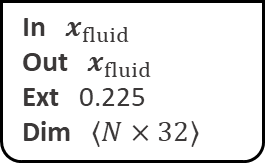 In x_fluid
Out x_fluid
Ext 0.225
Dim ⟨N × 32⟩